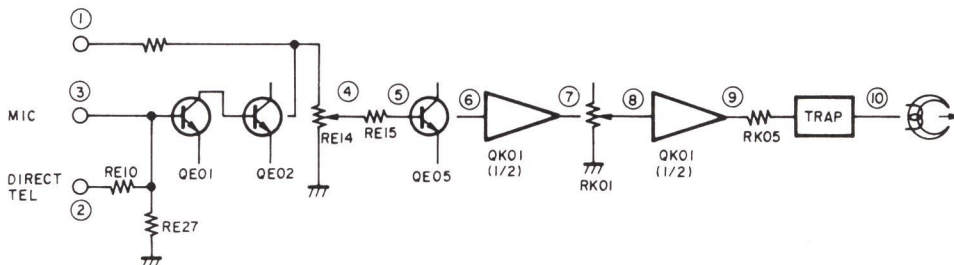 ①
③
MIC
DIRECT
TEL
②
RE10
RE27
QE01
QE02
④
RE14
⑤
RE15
QE05
⑥
QK01
(1/2)
⑦
RK01
⑧
QK01
(1/2)
⑨
RK05
TRAP
⑩